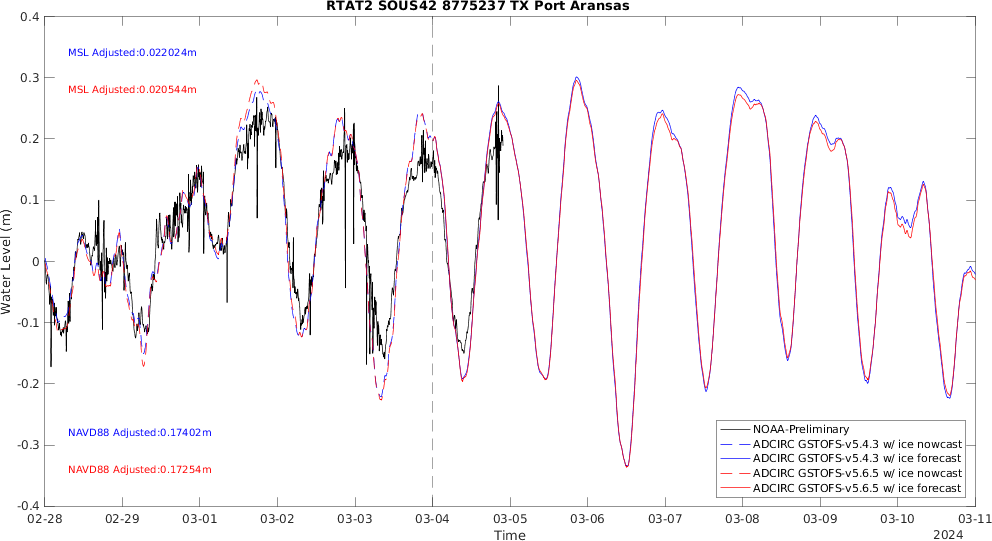 RTAT2 SOUS42 8775237 TX Port Aransas
0.4
0.3
0.2
0.1
0
-0.1
-0.2
-0.3
-0.4
Water Level (m)
MSL Adjusted:0.022024m
MSL Adjusted:0.020544m
NAVD88 Adjusted:0.17402m
NAVD88 Adjusted:0.17254m
NOAA-Preliminary
ADCIRC GSTOFS-v5.4.3 w/ ice nowcast
ADCIRC GSTOFS-v5.4.3 w/ ice forecast
ADCIRC GSTOFS-v5.6.5 w/ ice nowcast
ADCIRC GSTOFS-v5.6.5 w/ ice forecast
02-28 02-29 03-01 03-02 03-03 03-04 03-05 03-06 03-07 03-08 03-09 03-10 03-11
Time
2024